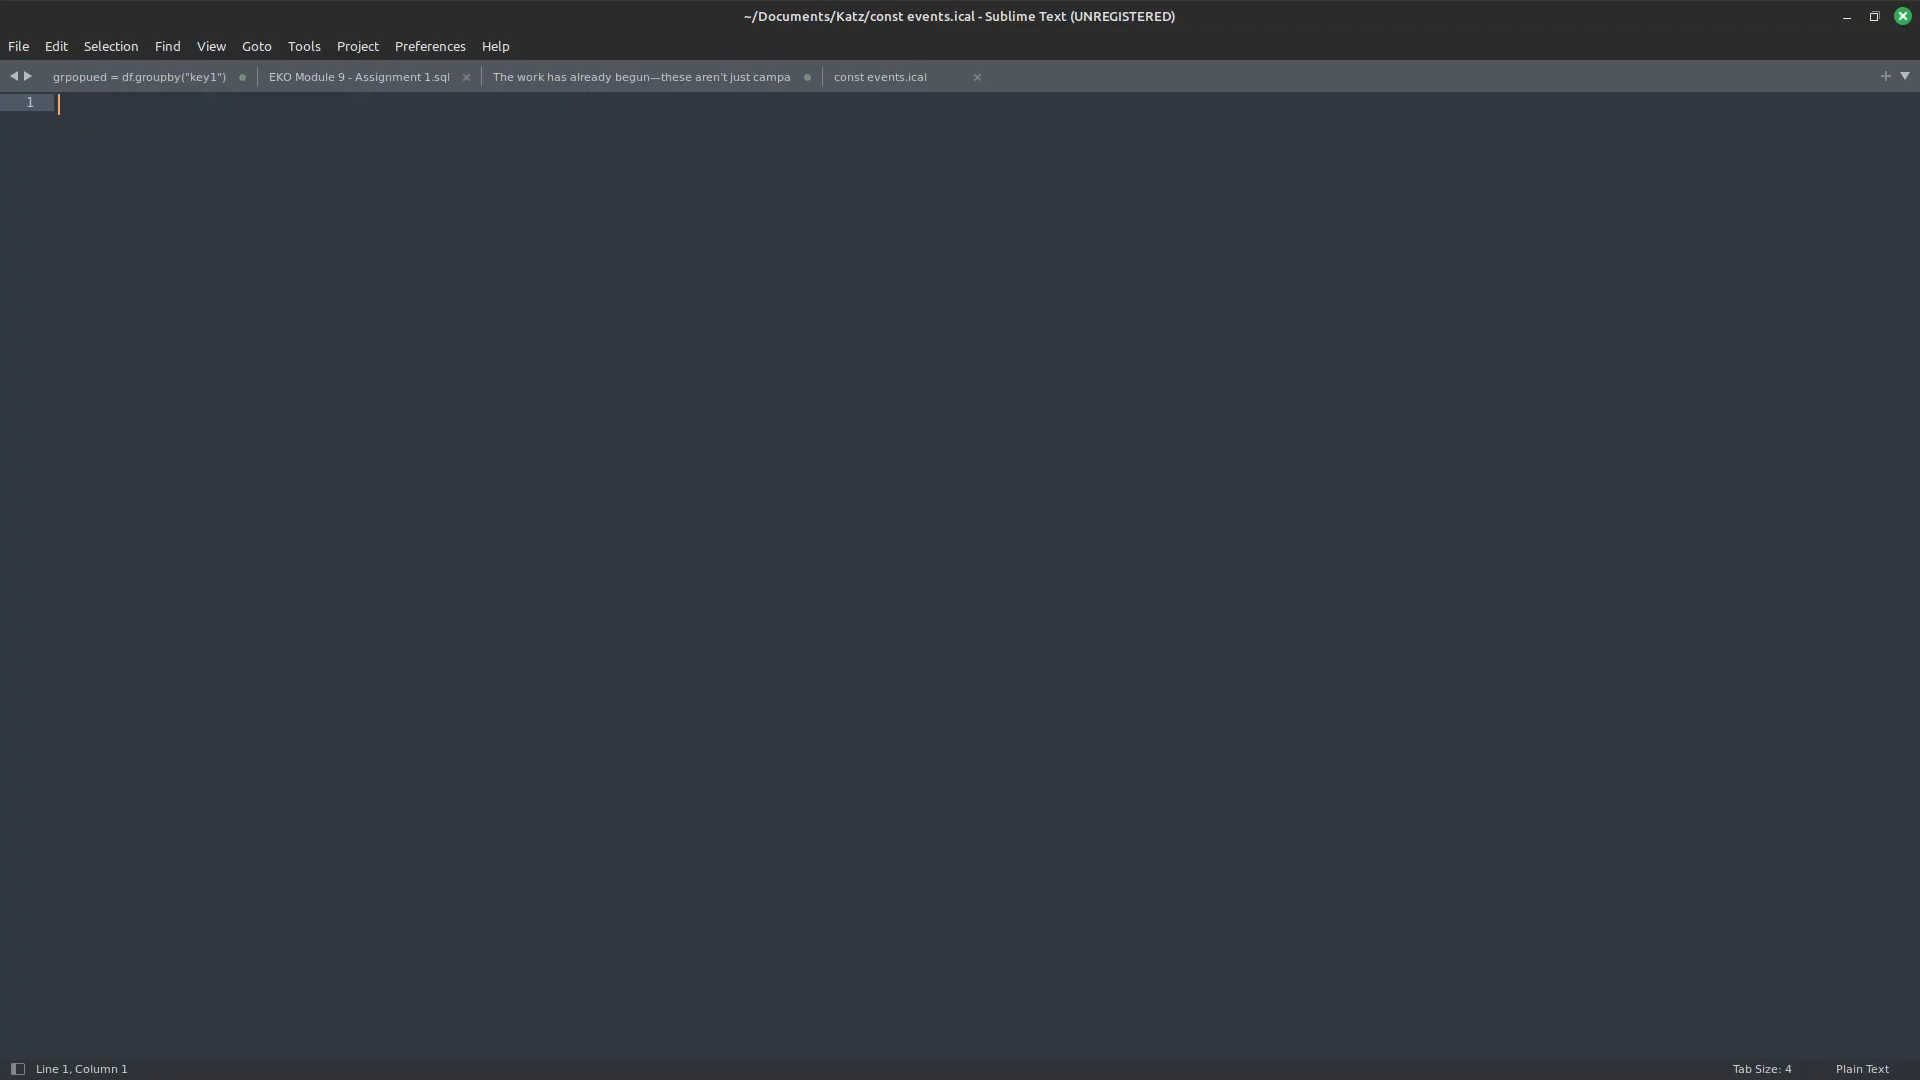 ~/Documents/Katz/const events.ical - Sublime Text (UNREGISTERED)
File Edit Selection Find View Goto Tools Project Preferences Help
grpopued = df.groupby("key1") EKO Module 9 - Assignment 1.sql The work has already begun—these aren't just campa const events.ical
1
Line 1, Column 1 Tab Size: 4 Plain Text